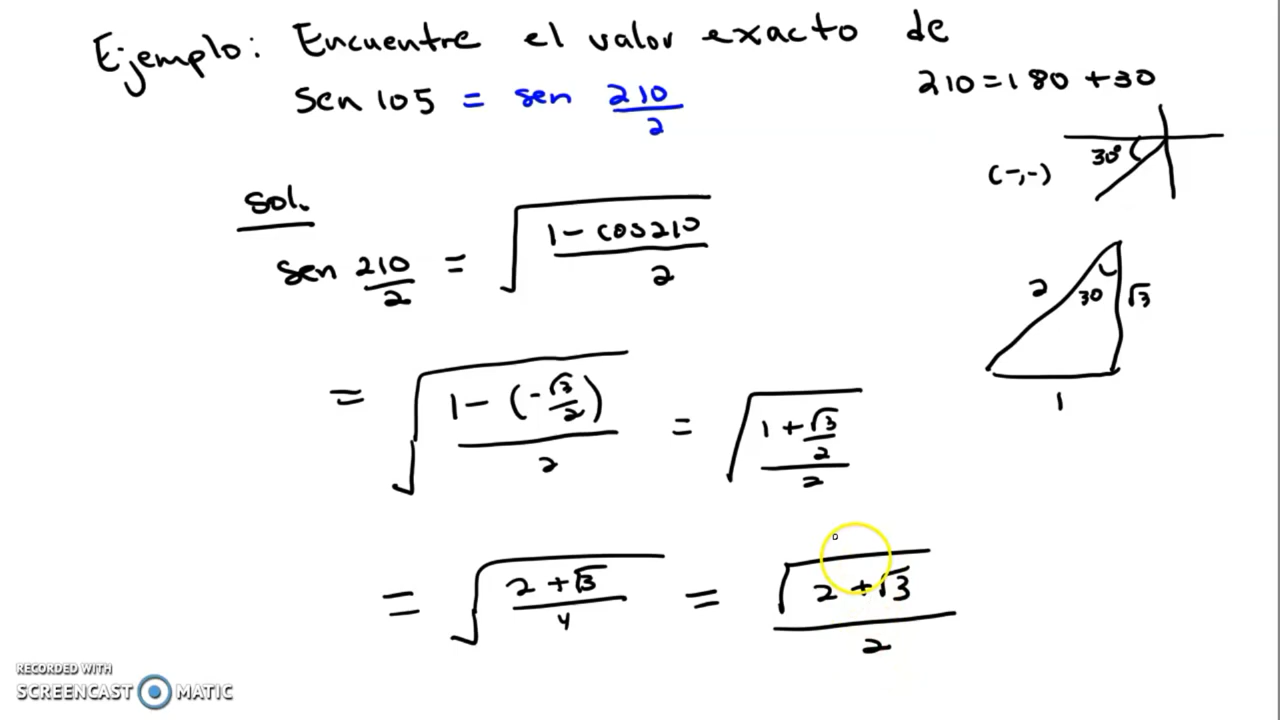 Ejemplo: Encuentre el valor exacto de
sen 105 = sen 210/2
210 = 180 + 30
30°
(-,-)
sol.
sen 210/2 = √((1 - cos210)/2)
2
30
√3
1
= √((1 - (-√3/2))/2) = √((1 + √3/2)/2)
= √((2 + √3)/4) = √(2 + √3)/2
RECORDED WITH
SCREENCAST MATIC